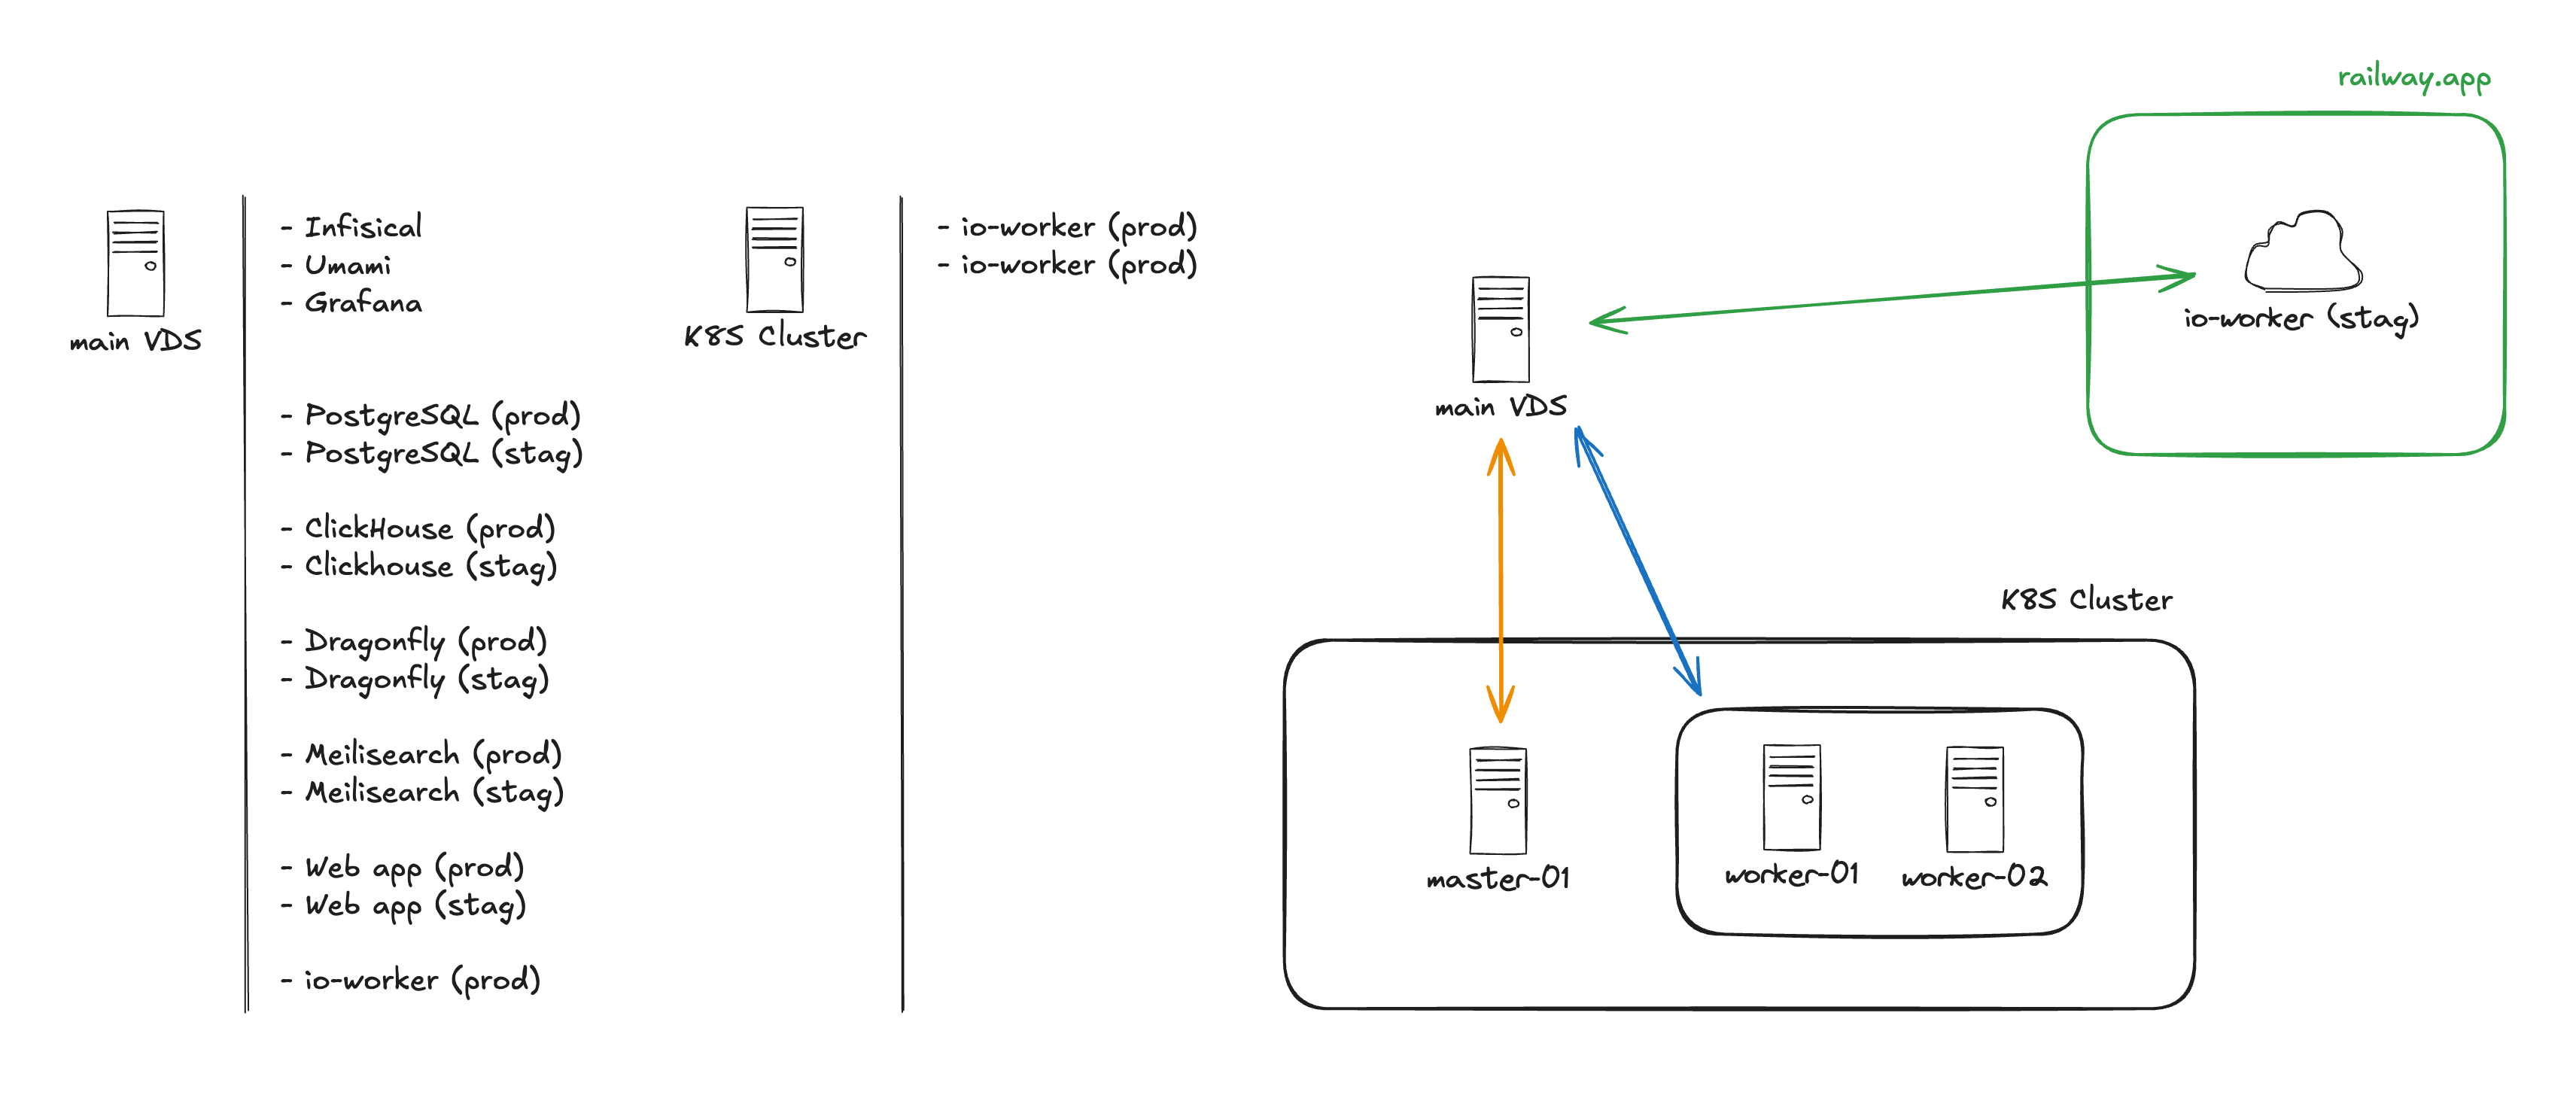 railway.app
main VDS
- Infisical
- Umami
- Grafana
- PostgreSQL (prod)
- PostgreSQL (stag)
- ClickHouse (prod)
- Clickhouse (stag)
- Dragonfly (prod)
- Dragonfly (stag)
- Meilisearch (prod)
- Meilisearch (stag)
- Web app (prod)
- Web app (stag)
- io-worker (prod)
K8S Cluster
- io-worker (prod)
- io-worker (prod)
main VDS
io-worker (stag)
K8S Cluster
master-01
worker-01
worker-02